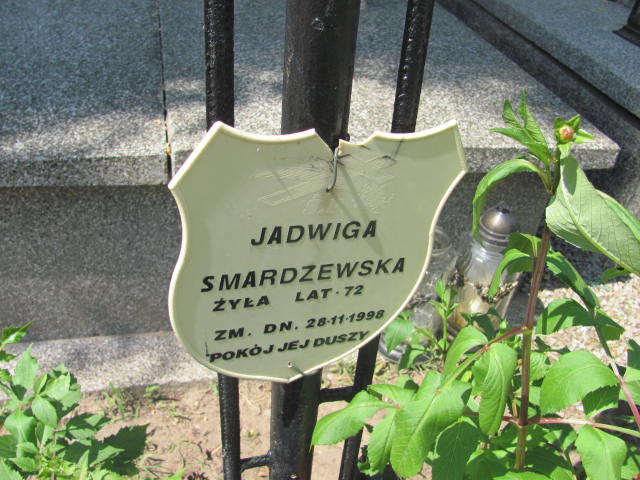 JADWIGA
SMARDZEWSKA
ŻYŁA LAT·72
ZM. DN. 28·11·1998
POKÓJ JEJ DUSZY